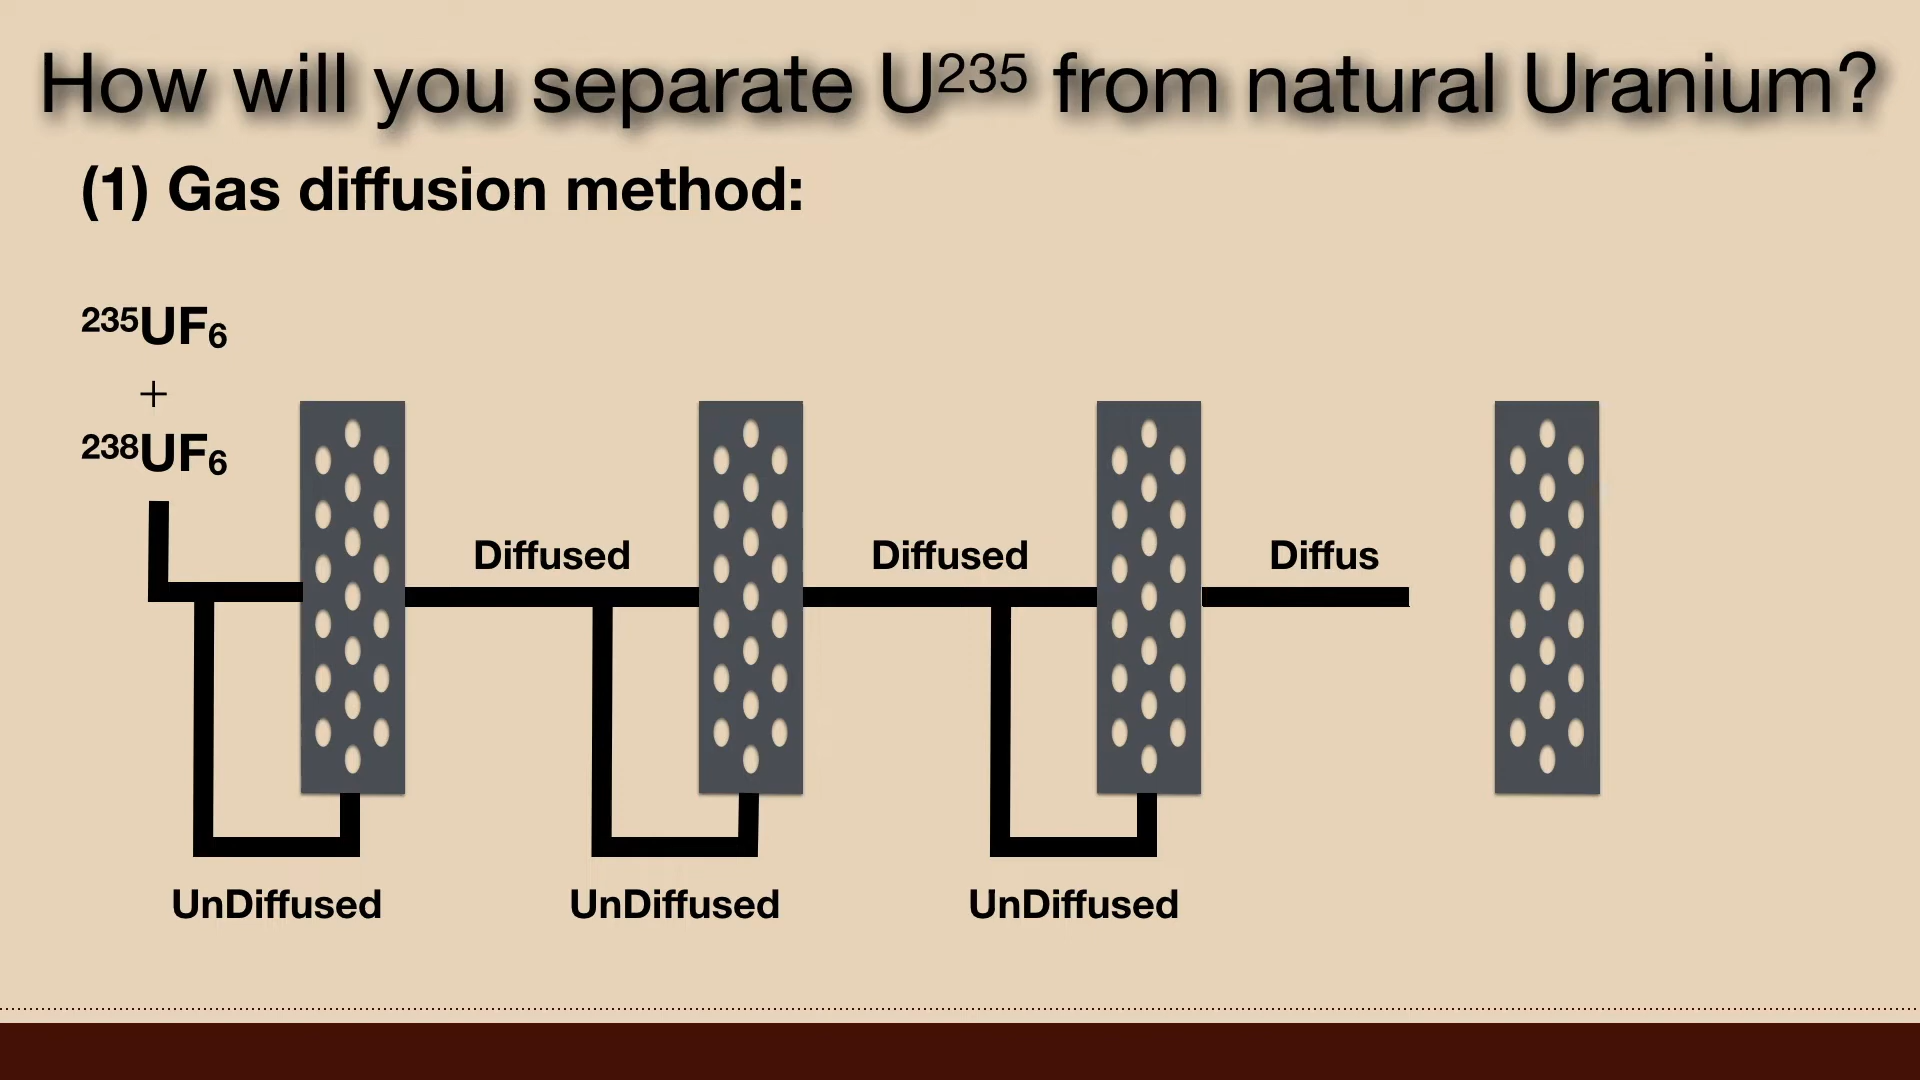 How will you separate U²³⁵ from natural Uranium?
(1) Gas diffusion method:
²³⁵UF₆
+
²³⁸UF₆
Diffused Diffused Diffus
UnDiffused UnDiffused UnDiffused